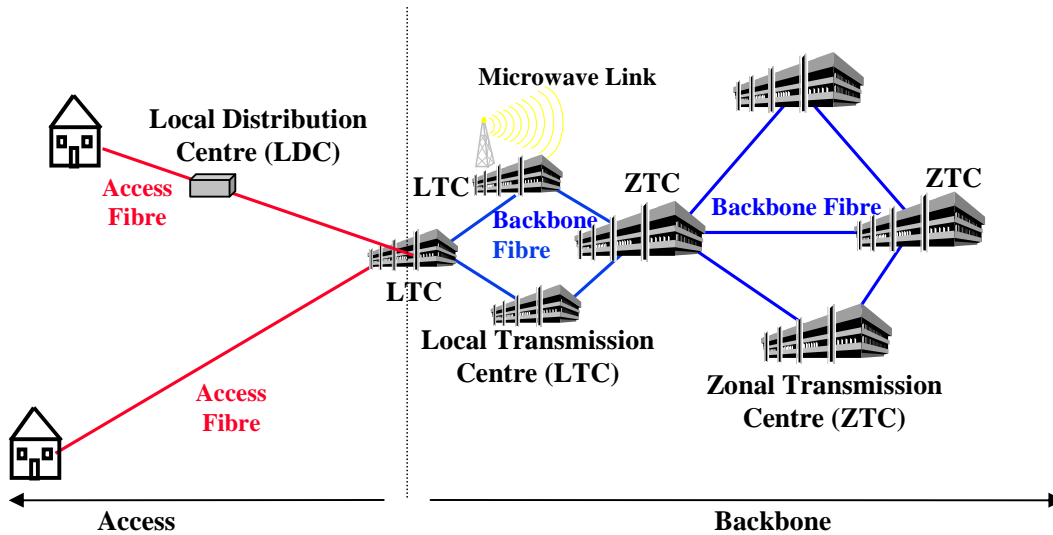 Microwave Link
Local Distribution
Centre (LDC)
Access
Fibre
LTC
ZTC
ZTC
Backbone
Fibre
Backbone Fibre
LTC
Local Transmission
Centre (LTC)
Zonal Transmission
Centre (ZTC)
Access
Fibre
Access
Backbone